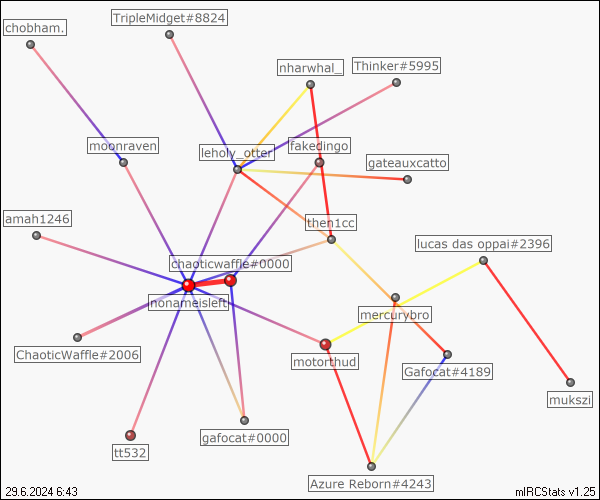 TripleMidget#8824
chobham.
nharwhal_
Thinker#5995
moonraven
leholy_otter
fakedingo
gateauxcatto
amah1246
then1cc
lucas das oppai#2396
chaoticwaffle#0000
nonameisleft
mercurybro
ChaoticWaffle#2006
motorthud
Gafocat#4189
mukszi
gafocat#0000
tt532
Azure Reborn#4243
29.6.2024 6:43
mIRCStats v1.25